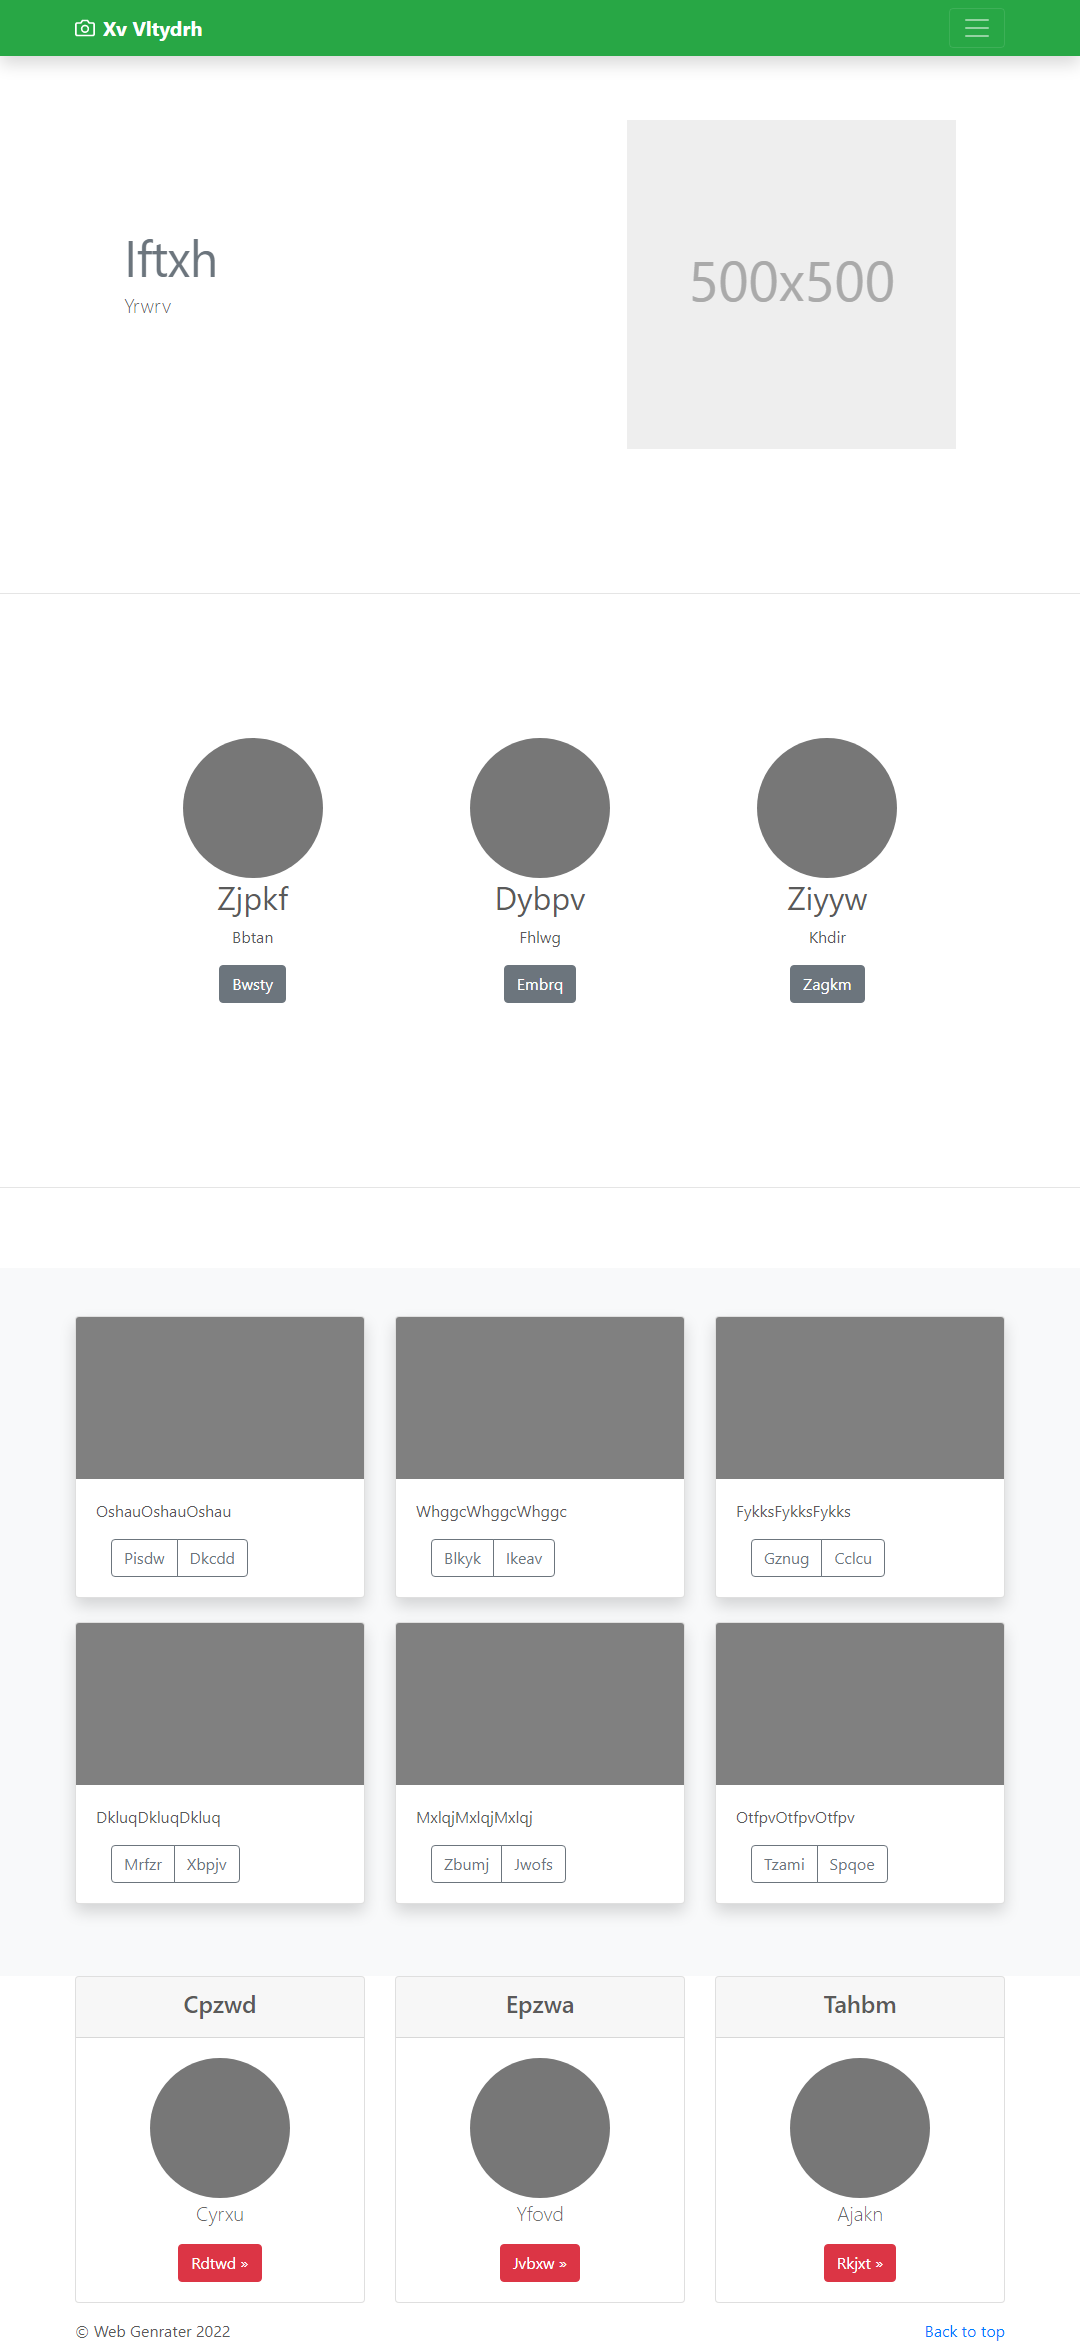 Xv Vltydrh
Iftxh
Yrwrv
500x500
Zjpkf
Bbtan
Bwsty
Dybpv
Fhlwg
Embrq
Ziyyw
Khdir
Zagkm
OshauOshauOshau
Pisdw Dkcdd
WhggcWhggcWhggc
Blkyk Ikeav
FykksFykksFykks
Gznug Cclcu
DkluqDkluqDkluq
Mrfzr Xbpjv
MxlqjMxlqjMxlqj
Zbumj Jwofs
OtfpvOtfpvOtfpv
Tzami Spqoe
Cpzwd
Cyrxu
Rdtwd »
Epzwa
Yfovd
Jvbxw »
Tahbm
Ajakn
Rkjxt »
© Web Genrater 2022
Back to top